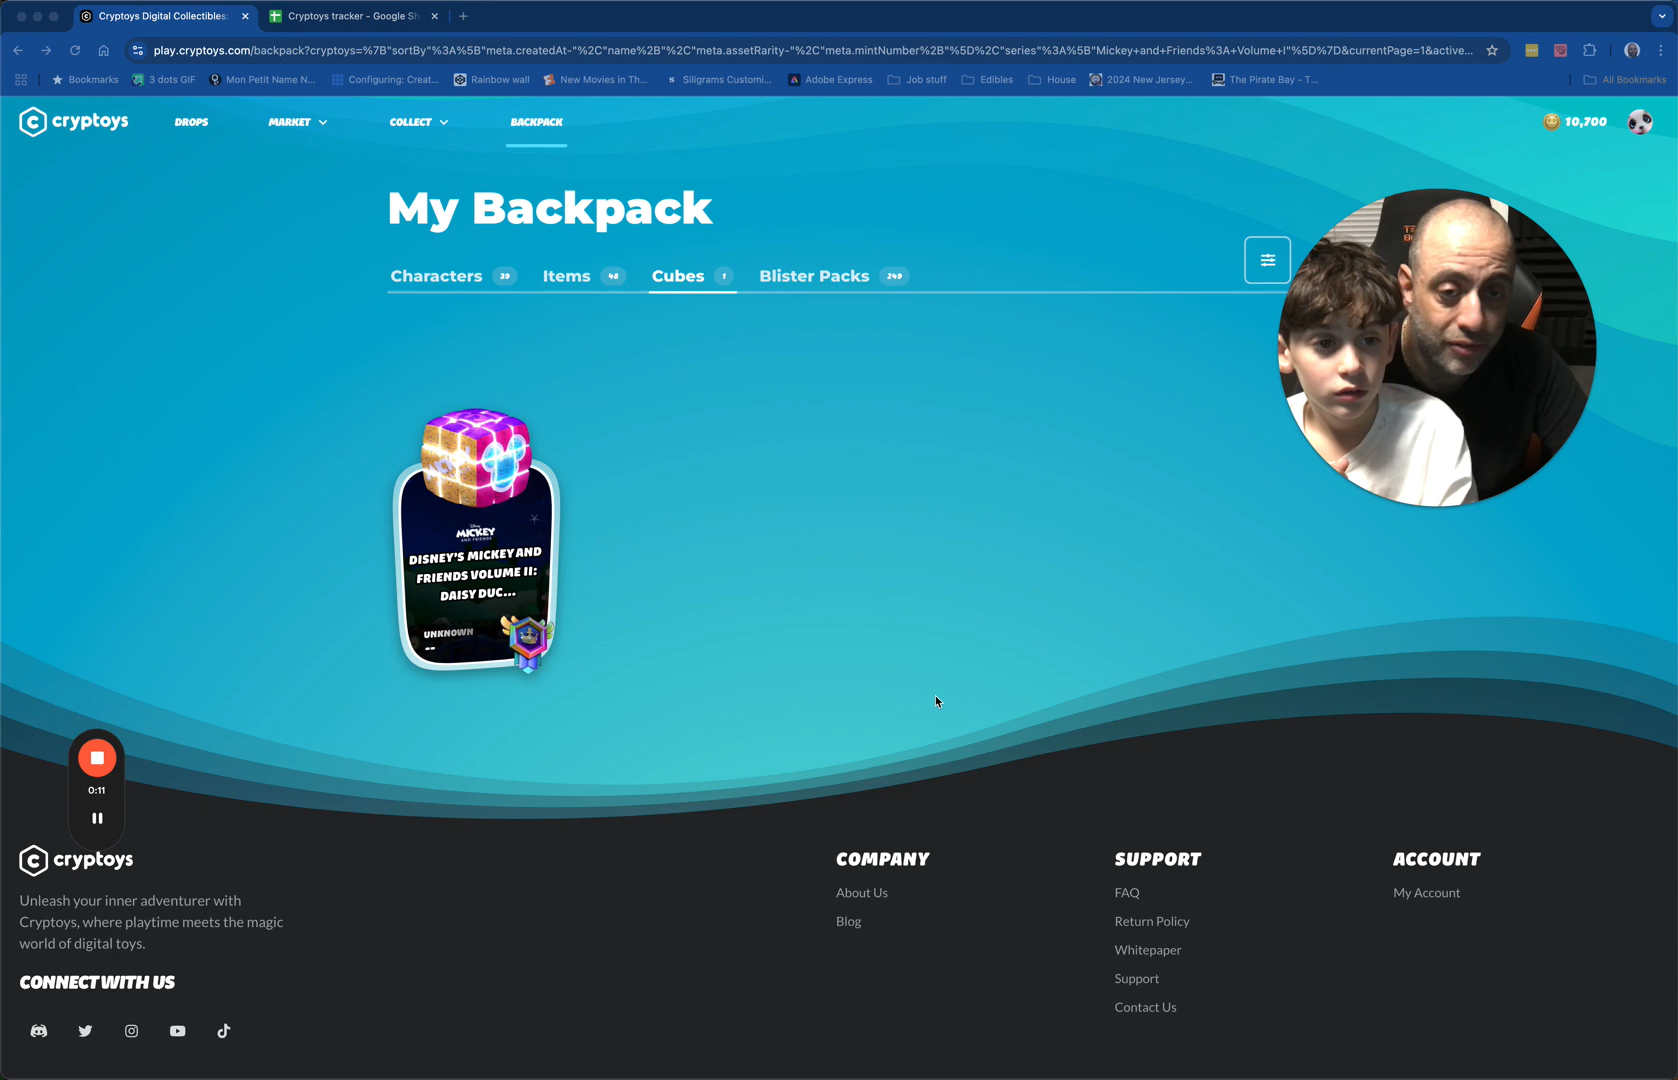 Cryptoys Digital Collectibles:
Cryptoys tracker - Google Sh
play.cryptoys.com/backpack?cryptoys=%7B"sortBy"%3A%5B"meta.createdAt-"%2C"name%2B"%2C"meta.assetRarity-"%2C"meta.mintNumber%2B"%5D%2C"series"%3A%5B"Mickey+and+Friends%3A+Volume+I"%5D%7D&currentPage=1&active...
Bookmarks
3 dots GIF
Mon Petit Name N...
Configuring: Creat...
Rainbow wall
New Movies in Th...
Siligrams Customi...
Adobe Express
Job stuff
Edibles
House
2024 New Jersey...
The Pirate Bay - T...
All Bookmarks
cryptoys
DROPS
MARKET
COLLECT
BACKPACK
10,700
My Backpack
Characters 39
Items 48
Cubes 1
Blister Packs 249
Disney
MICKEY
AND FRIENDS
DISNEY'S MICKEY AND
FRIENDS VOLUME II:
DAISY DUC...
UNKNOWN
--
0:11
cryptoys
Unleash your inner adventurer with
Cryptoys, where playtime meets the magic
world of digital toys.
CONNECT WITH US
COMPANY
About Us
Blog
SUPPORT
FAQ
Return Policy
Whitepaper
Support
Contact Us
ACCOUNT
My Account